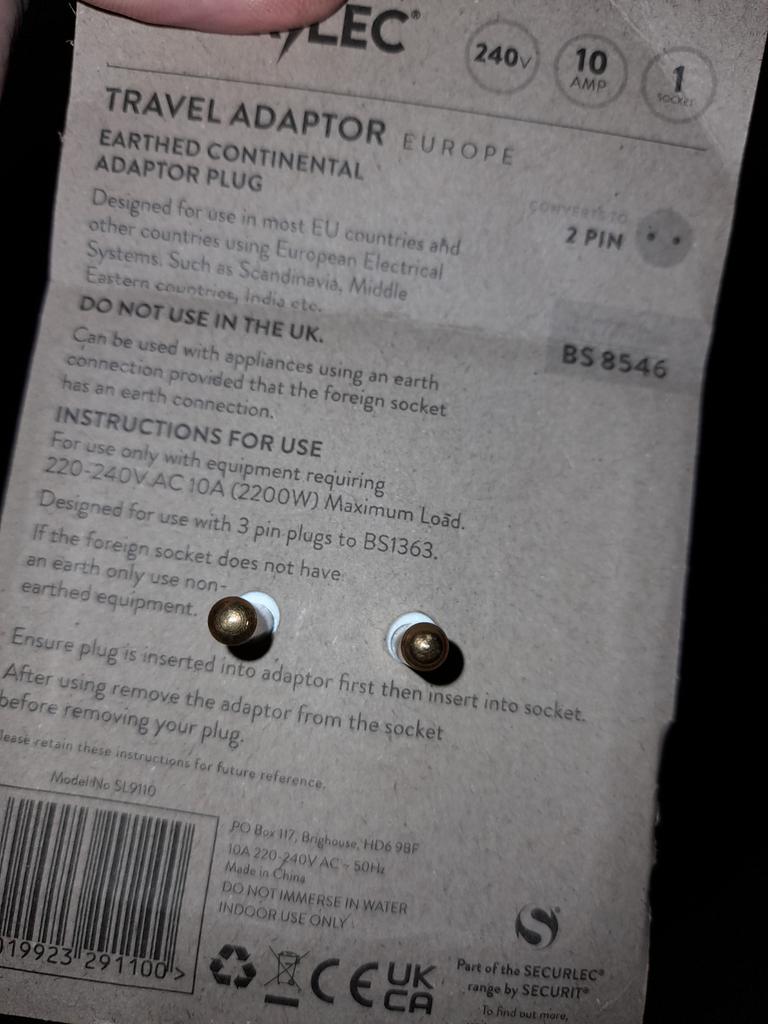 LEC®
240V
10
AMP
1
SOCKET
TRAVEL ADAPTOR EUROPE
EARTHED CONTINENTAL
ADAPTOR PLUG
CONVERTS TO
2 PIN
Designed for use in most EU countries and
other countries using European Electrical
Systems. Such as Scandinavia, Middle
Eastern countries, India etc.
DO NOT USE IN THE UK.
BS 8546
Can be used with appliances using an earth
connection provided that the foreign socket
has an earth connection.
INSTRUCTIONS FOR USE
For use only with equipment requiring
220-240V AC 10A (2200W) Maximum Load.
Designed for use with 3 pin plugs to BS1363.
If the foreign socket does not have
an earth only use non-
earthed equipment.
Ensure plug is inserted into adaptor first then insert into socket.
After using remove the adaptor from the socket
before removing your plug.
lease retain these instructions for future reference.
Model No SL9110
PO Box 117, Brighouse, HD6 9BF
10A 220-240V AC ~ 50Hz
Made in China
DO NOT IMMERSE IN WATER
INDOOR USE ONLY
19923 291100 >
CE
UK
CA
S®
Part of the SECURLEC®
range by SECURIT®
To find out more,